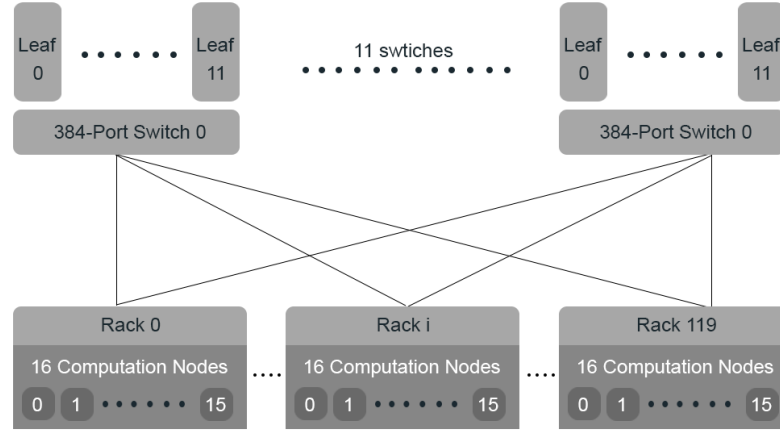 Leaf 0
Leaf 11
11 swtiches
Leaf 0
Leaf 11
384-Port Switch 0
384-Port Switch 0
Rack 0
Rack i
Rack 119
16 Computation Nodes
16 Computation Nodes
16 Computation Nodes
0 1 ...... 15
0 1 ...... 15
0 1 ...... 15